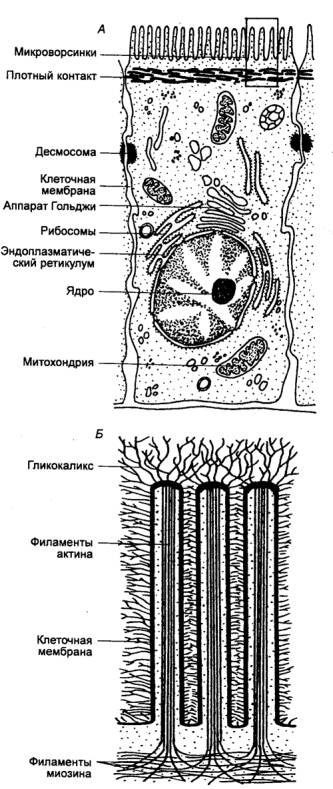 А
Микроворсинки
Плотный контакт
Десмосома
Клеточная
мембрана
Аппарат Гольджи
Рибосомы
Эндоплазматиче-
ский ретикулум
Ядро
Митохондрия
Б
Гликокаликс
Филаменты
актина
Клеточная
мембрана
Филаменты
миозина